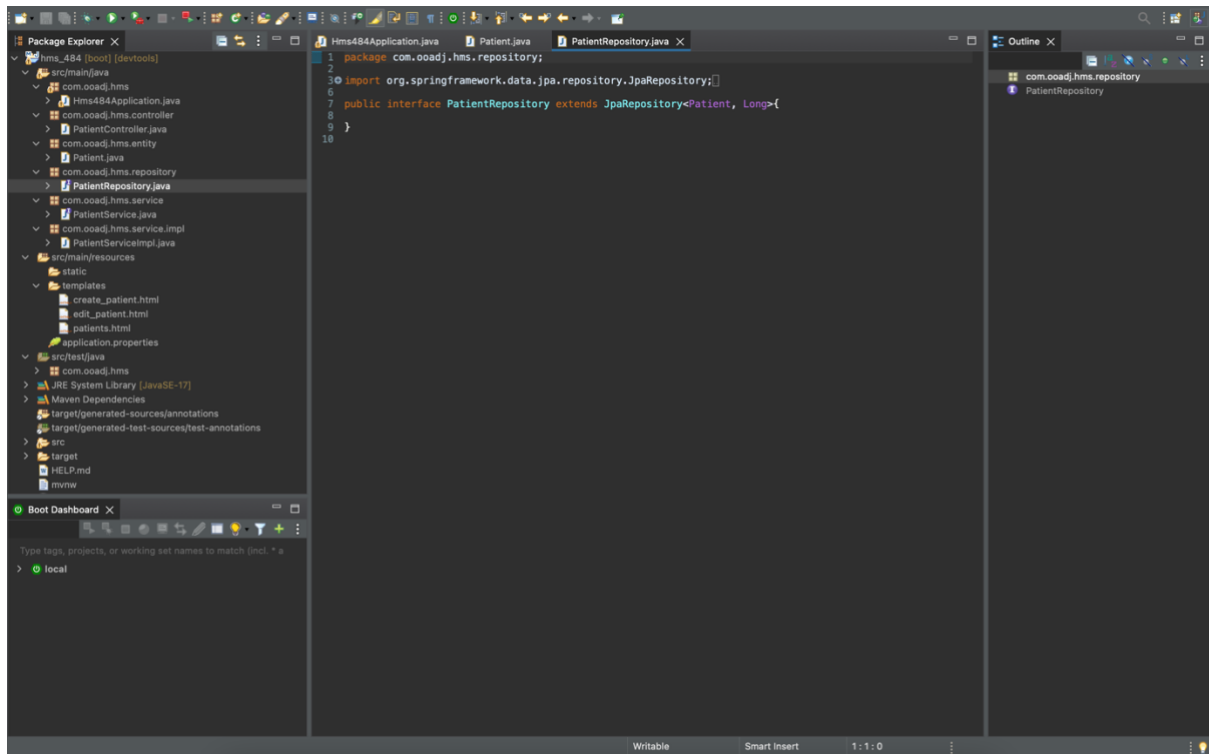 Package Explorer
hms_484 [boot] [devtools]
src/main/java
com.ooadj.hms
Hms484Application.java
com.ooadj.hms.controller
PatientController.java
com.ooadj.hms.entity
Patient.java
com.ooadj.hms.repository
PatientRepository.java
com.ooadj.hms.service
PatientService.java
com.ooadj.hms.service.impl
PatientServiceImpl.java
src/main/resources
static
templates
create_patient.html
edit_patient.html
patients.html
application.properties
src/test/java
com.ooadj.hms
JRE System Library [JavaSE-17]
Maven Dependencies
target/generated-sources/annotations
target/generated-test-sources/test-annotations
src
target
HELP.md
mvnw
Boot Dashboard
Type tags, projects, or working set names to match (incl. * a
local
Hms484Application.java Patient.java PatientRepository.java
1 package com.ooadj.hms.repository;
2
3 import org.springframework.data.jpa.repository.JpaRepository;
6
7 public interface PatientRepository extends JpaRepository<Patient, Long>{
8
9 }
10
Outline
com.ooadj.hms.repository
PatientRepository
Writable Smart Insert 1 : 1 : 0